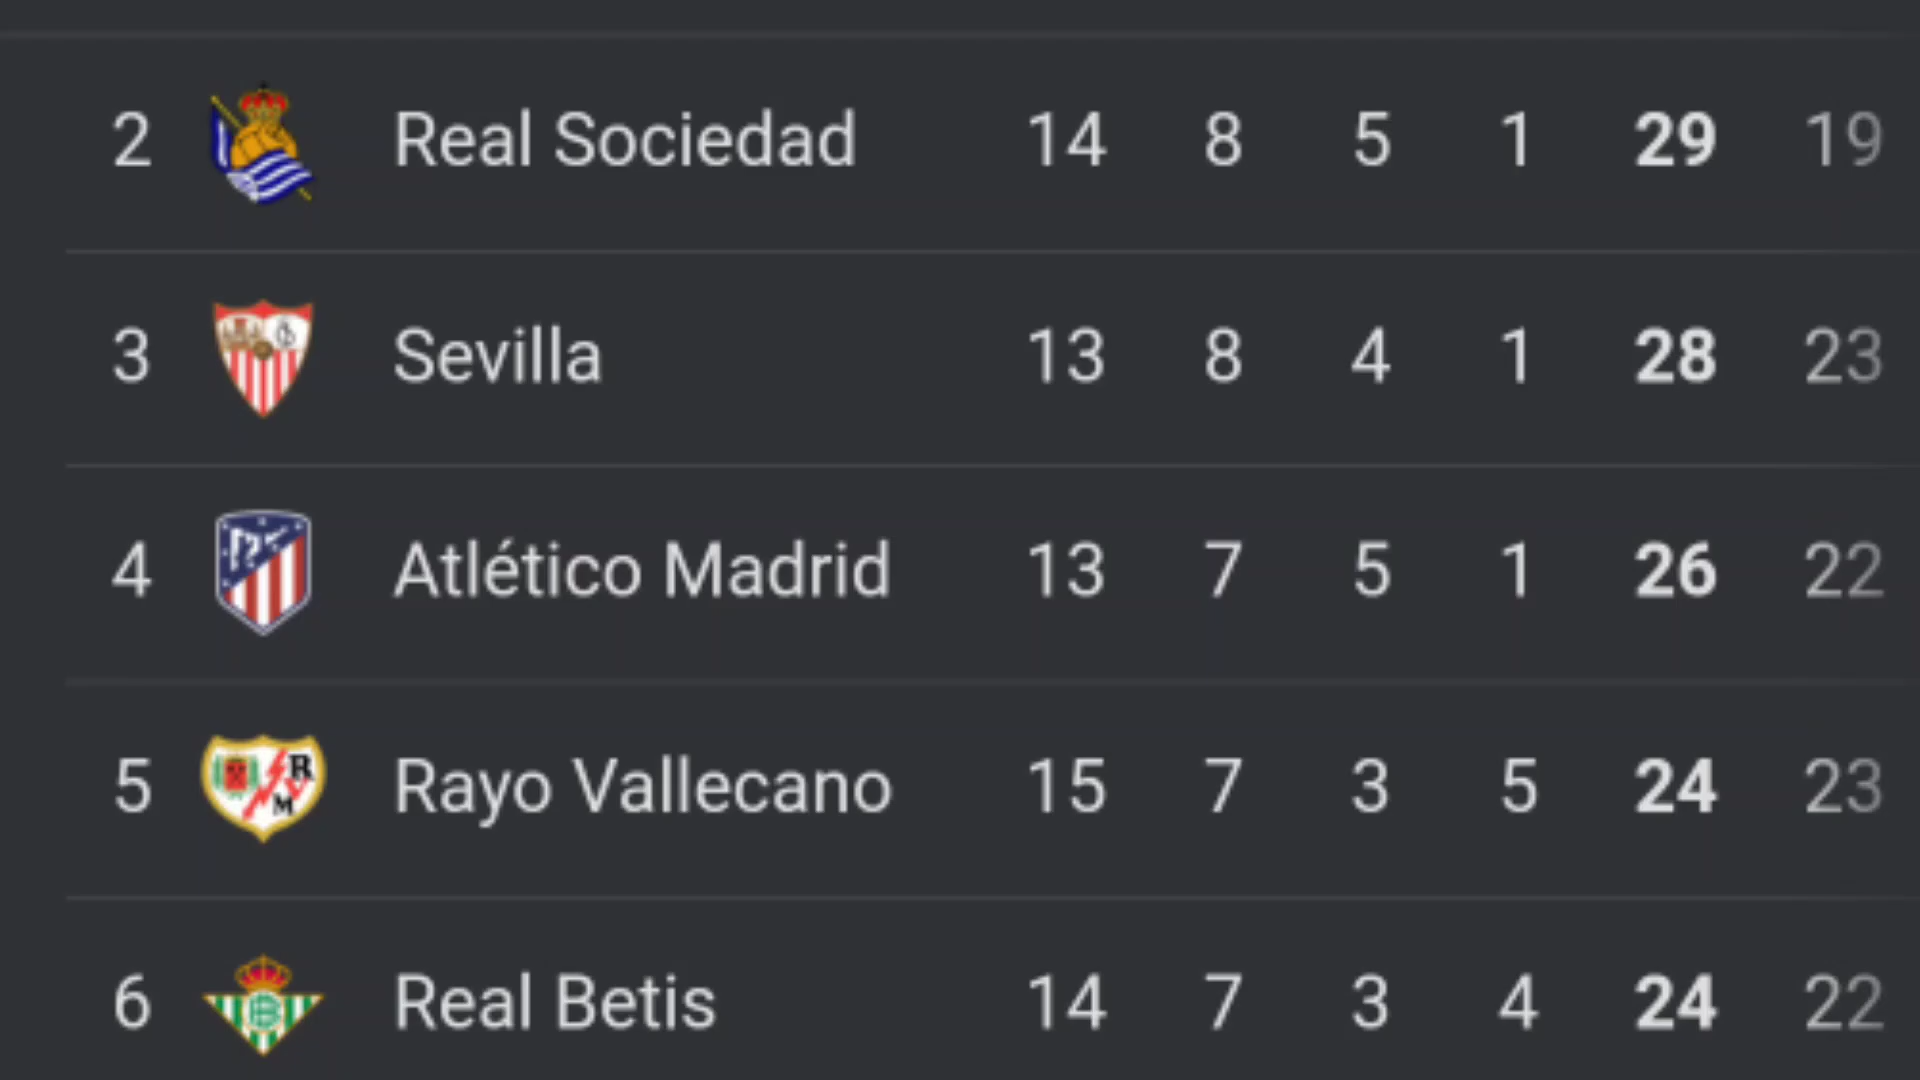 2 Real Sociedad 14 8 5 1 29 19
3 Sevilla 13 8 4 1 28 23
4 Atlético Madrid 13 7 5 1 26 22
5 Rayo Vallecano 15 7 3 5 24 23
6 Real Betis 14 7 3 4 24 22